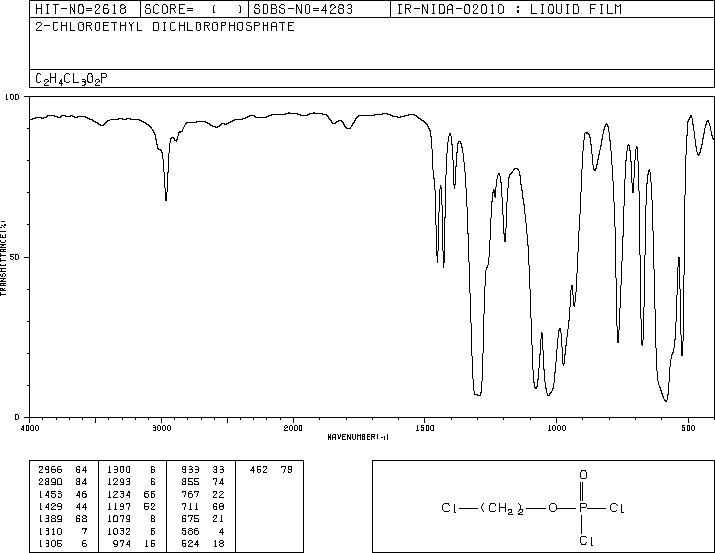 HIT-NO=2618 SCORE= ( ) SDBS-NO=4283 IR-NIDA-02010 : LIQUID FILM
2-CHLOROETHYL DICHLOROPHOSPHATE
C2H4CL3O2P
100
50
0
TRANSMITTANCE(%)
4000 3000 2000 1500 1000 500
WAVENUMBER(-1)
2966 64 1300 6 933 33 462 79
2890 84 1293 6 855 74
1453 46 1234 66 767 22
1429 44 1197 52 711 68
1389 68 1079 8 675 21
1310 7 1032 6 586 4
1306 6 974 16 524 18
O
Cl—(CH2)2—O—P—Cl
Cl